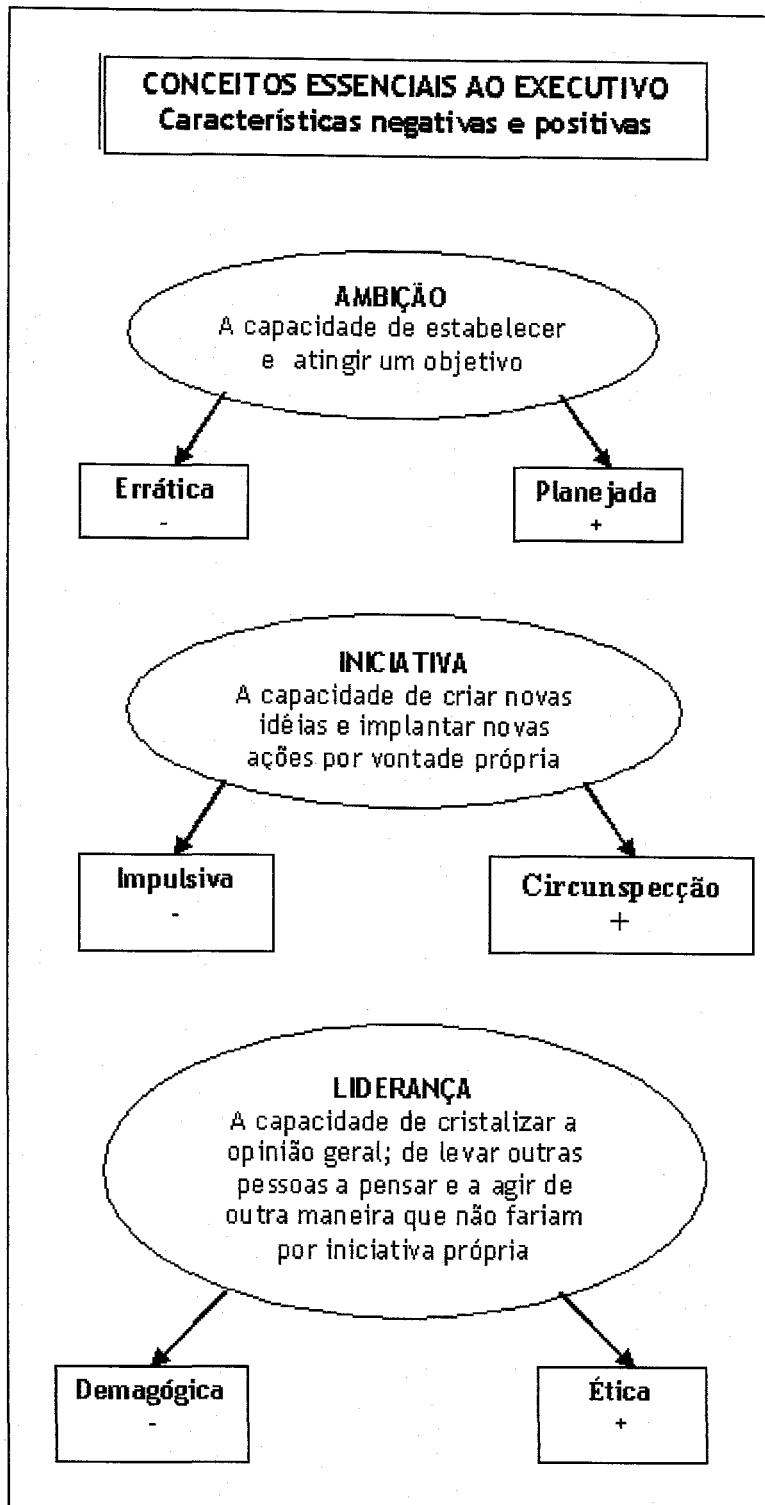 CONCEITOS ESSENCIAIS AO EXECUTIVO
Características negativas e positivas
AMBIÇÃO
A capacidade de estabelecer
e atingir um objetivo
Errática
-
Planejada
+
INICIATIVA
A capacidade de criar novas
idéias e implantar novas
ações por vontade própria
Impulsiva
-
Circunspecção
+
LIDERANÇA
A capacidade de cristalizar a
opinião geral; de levar outras
pessoas a pensar e a agir de
outra maneira que não fariam
por iniciativa própria
Demagógica
-
Ética
+